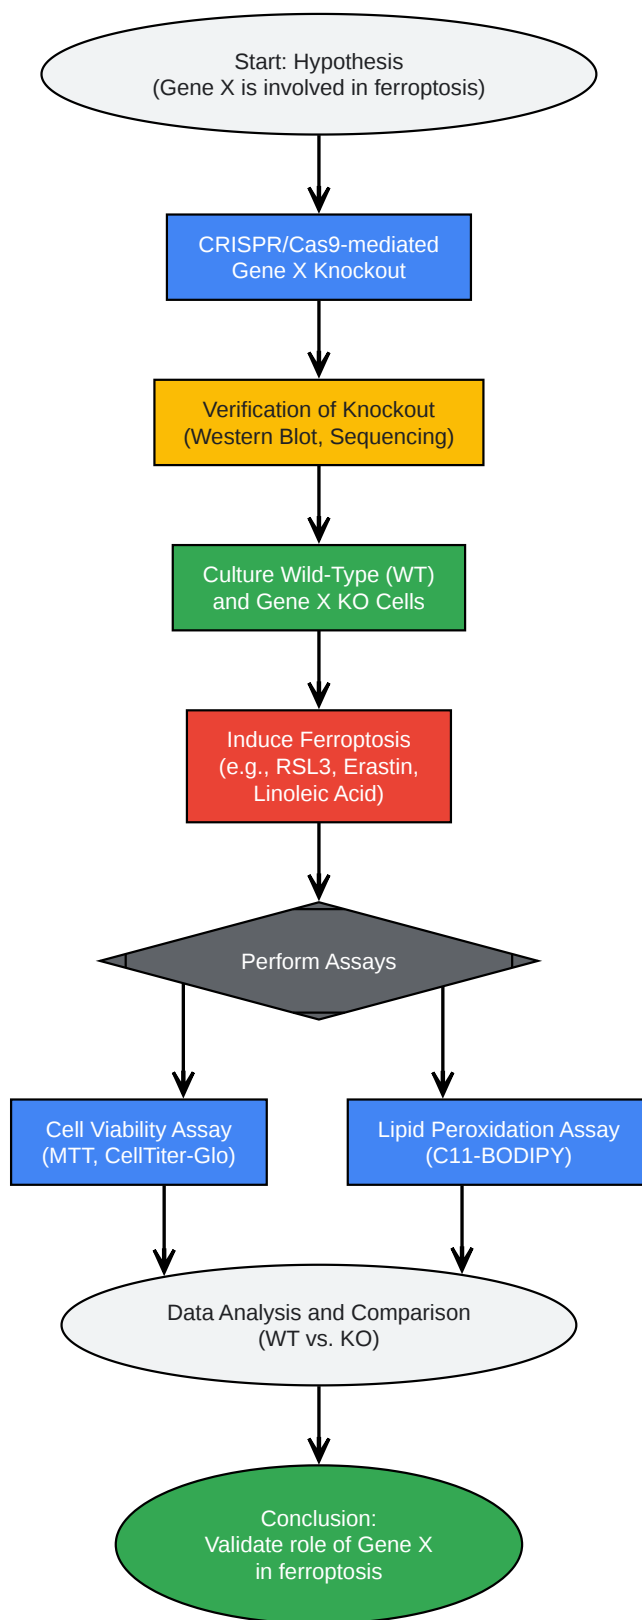 Start: Hypothesis
(Gene X is involved in ferroptosis)
CRISPR/Cas9-mediated
Gene X Knockout
Verification of Knockout
(Western Blot, Sequencing)
Culture Wild-Type (WT)
and Gene X KO Cells
Induce Ferroptosis
(e.g., RSL3, Erastin,
Linoleic Acid)
Perform Assays
Cell Viability Assay
(MTT, CellTiter-Glo)
Lipid Peroxidation Assay
(C11-BODIPY)
Data Analysis and Comparison
(WT vs. KO)
Conclusion:
Validate role of Gene X
in ferroptosis